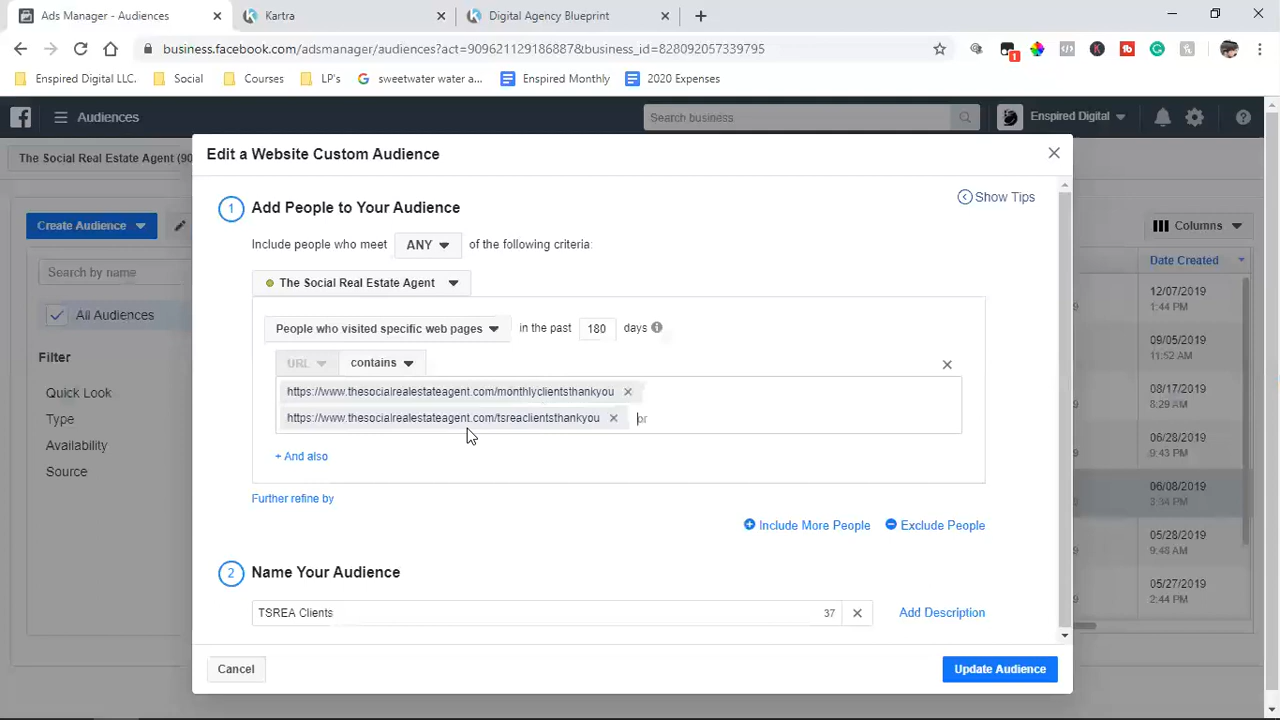 Ads Manager - Audiences
Kartra
Digital Agency Blueprint
business.facebook.com/adsmanager/audiences?act=909621129186887&business_id=828092057339795
1
Enspired Digital LLC.
Social
Courses
LP's
sweetwater water a...
Enspired Monthly
2020 Expenses
Audiences
Search business
Enspired Digital
The Social Real Estate Agent (90
Edit a Website Custom Audience
1 Add People to Your Audience
Show Tips
Create Audience
Columns
Include people who meet ANY of the following criteria:
Search by name
Date Created
The Social Real Estate Agent
All Audiences
12/07/2019
1:44 PM
People who visited specific web pages in the past 180 days
Filter
09/05/2019
11:52 AM
URL contains
Quick Look
https://www.thesocialrealestateagent.com/monthlyclientsthankyou
08/17/2019
8:29 AM
Type
https://www.thesocialrealestateagent.com/tsreaclientsthankyou or
Availability
06/28/2019
9:43 PM
+ And also
Source
06/08/2019
3:34 PM
Further refine by
Include More People
Exclude People
05/28/2019
9:48 AM
2 Name Your Audience
05/27/2019
2:44 PM
TSREA Clients 37
Add Description
Cancel
Update Audience